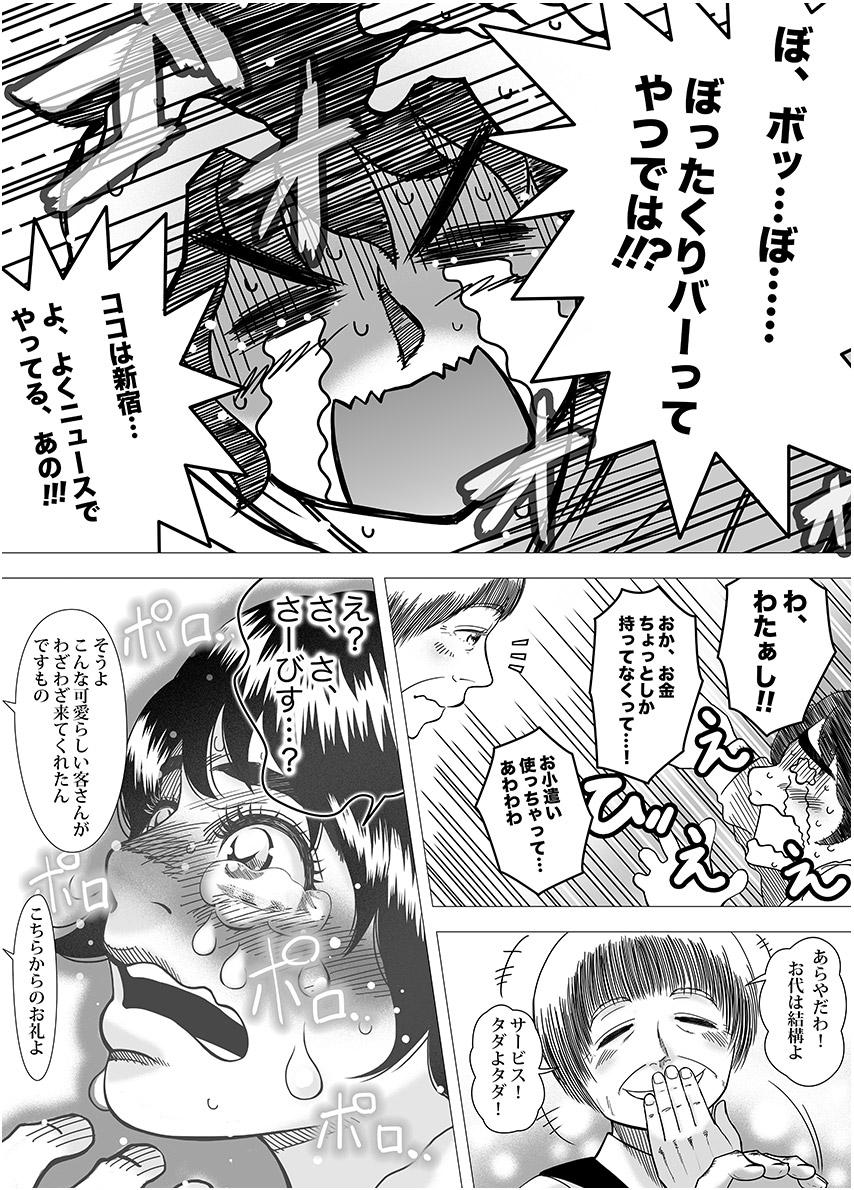 ぼ、ボッ…ぼ……
ぼったくりバーって
やつでは!!!?
ズオオオ
ココは新宿…
よ、よくニュースで
やってる、あの!!!
わ、
わたぁし!!
おか、お金
ちょっとしか
持ってなくって…!
お小遣い
使っちゃって…
あわわわ
びえええ
あらやだわ!
お代は結構よ
サービス!
タダよタダ!
え?
さ、さ、
さーびす…?
そうよ
こんな可愛らしい客さんが
わざわざ来てくれたん
ですもの
こちらからのお礼よ
ポロ…
ポロ…
ポロ…
ポロ…